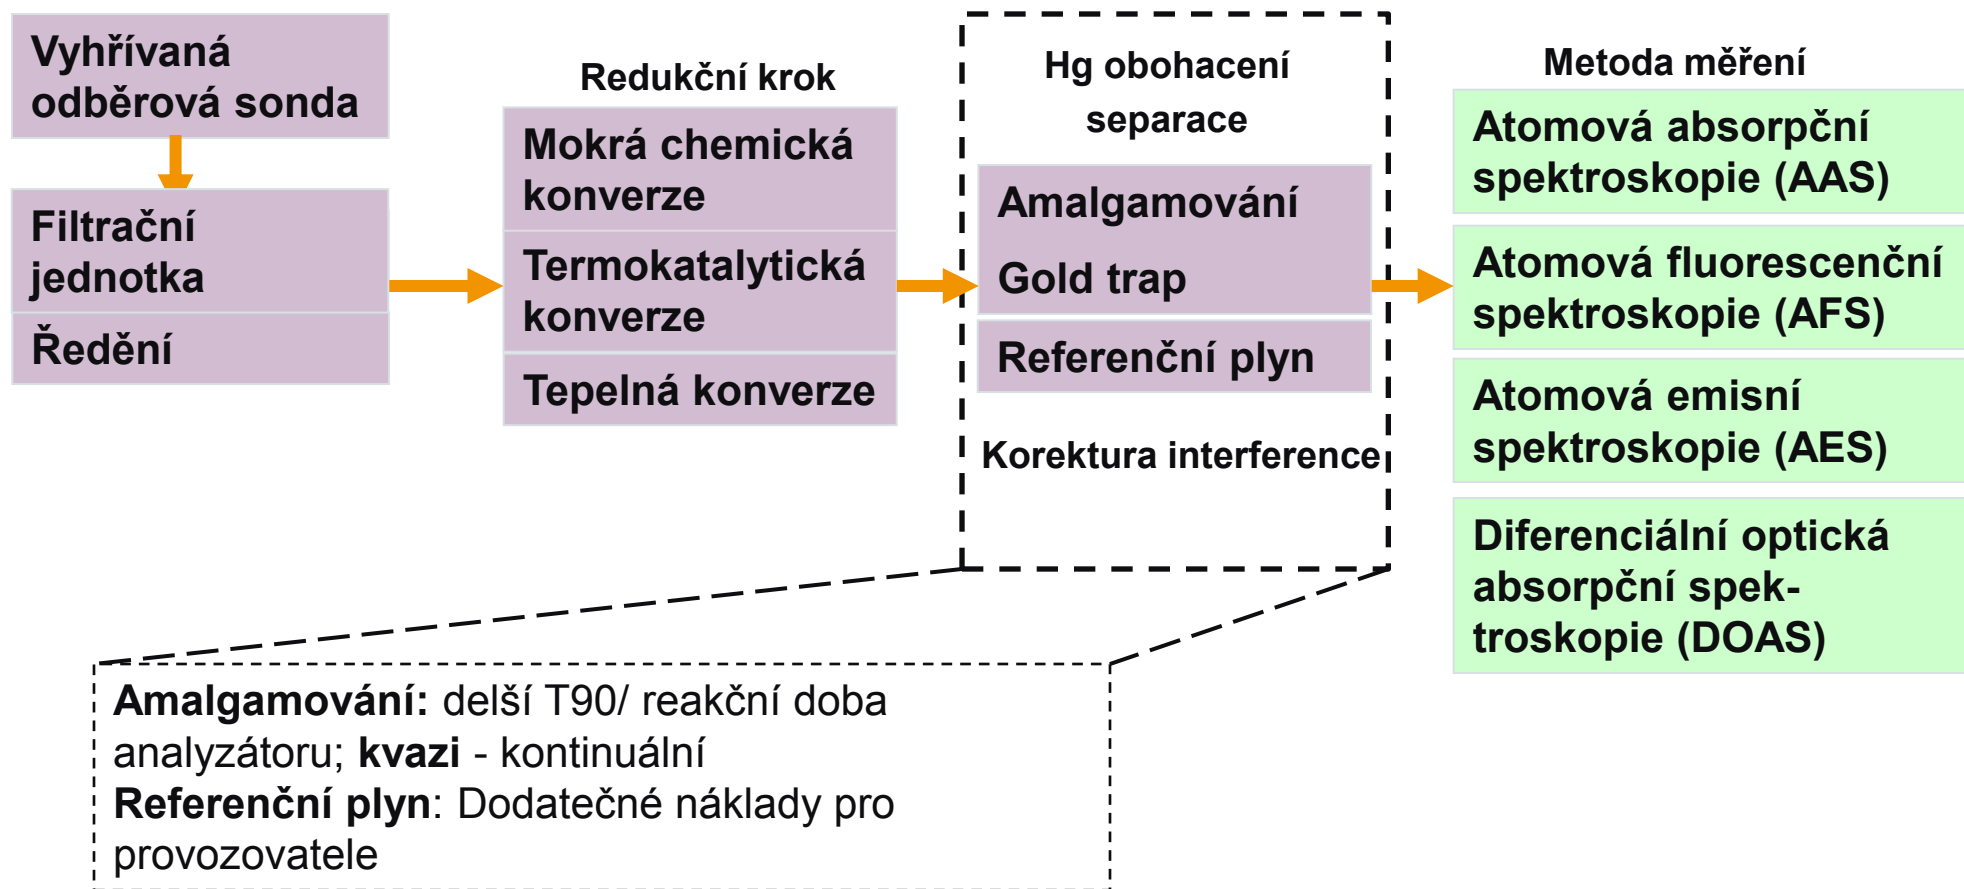 Vyhřívaná
odběrová sonda
Filtrační
jednotka
Ředění
Redukční krok
Mokrá chemická
konverze
Termokatalytická
konverze
Tepelná konverze
Hg obohacení
separace
Amalgamování
Gold trap
Referenční plyn
Korektura interference
Metoda měření
Atomová absorpční
spektroskopie (AAS)
Atomová fluorescenční
spektroskopie (AFS)
Atomová emisní
spektroskopie (AES)
Diferenciální optická
absorpční spek-
troskopie (DOAS)
Amalgamování: delší T90/ reakční doba
analyzátoru; kvazi - kontinuální
Referenční plyn: Dodatečné náklady pro
provozovatele